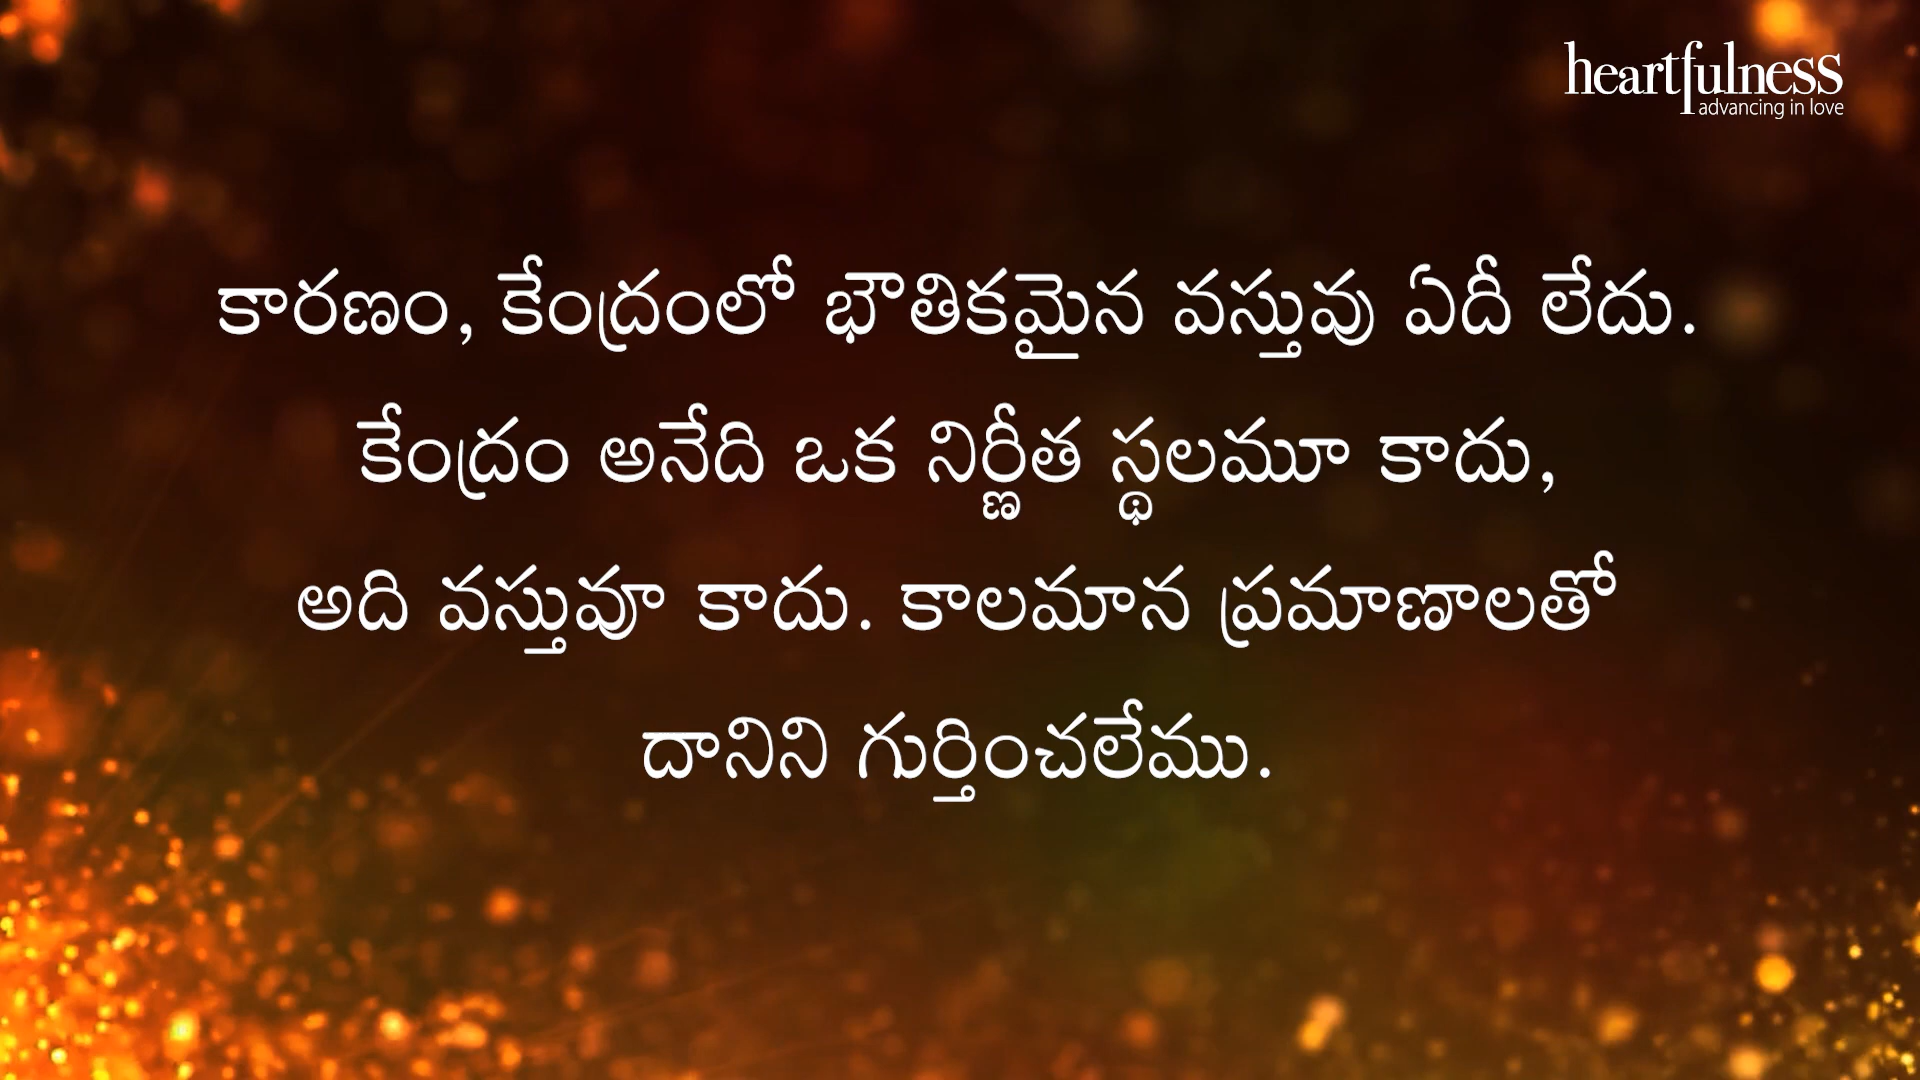 heartfulness
advancing in love
కారణం, కేంద్రంలో భౌతికమైన వస్తువు ఏదీ లేదు.
కేంద్రం అనేది ఒక నిర్ణీత స్థలమూ కాదు,
అది వస్తువూ కాదు. కాలమాన ప్రమాణాలతో
దానిని గుర్తించలేము.